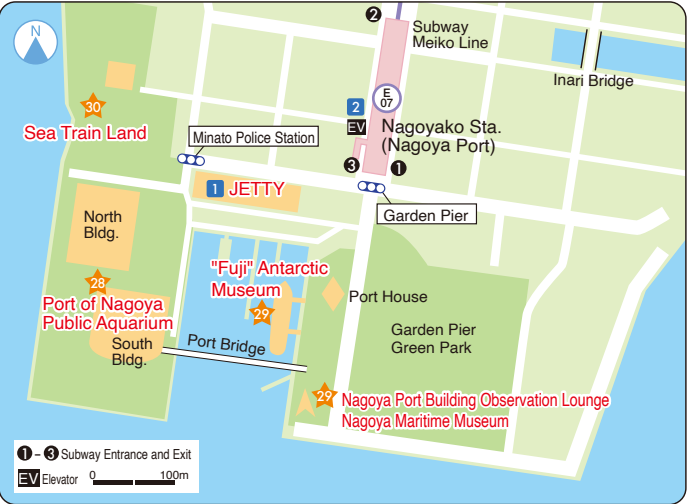 N
2
Subway
Meiko Line
Inari Bridge
30
Sea Train Land
2
E
07
EV
Nagoyako Sta.
(Nagoya Port)
Minato Police Station
3
1
1 JETTY
Garden Pier
North
Bldg.
28
Port of Nagoya
Public Aquarium
South
Bldg.
"Fuji" Antarctic
Museum
29
Port House
Garden Pier
Green Park
Port Bridge
29
Nagoya Port Building Observation Lounge
Nagoya Maritime Museum
1 – 3 Subway Entrance and Exit
EV Elevator 0 100m